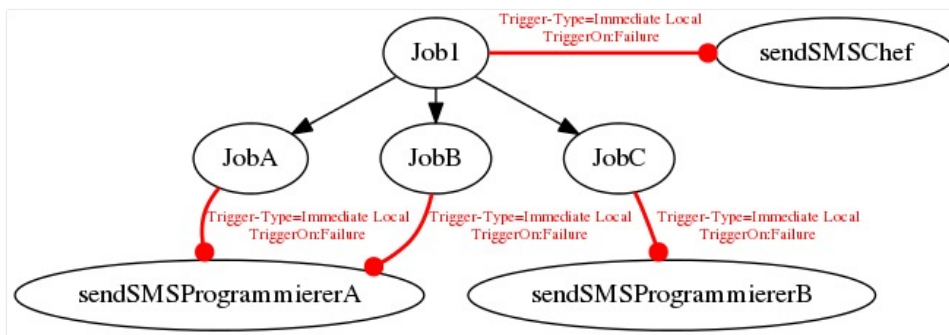 Trigger-Type=Immediate Local
TriggerOn:Failure
Job1
sendSMSChef
JobA
JobB
JobC
Trigger-Type=Immediate Local
TriggerOn:Failure
Trigger-Type=Immediate Local
TriggerOn:Failure
Trigger-Type=Immediate Local
TriggerOn:Failure
sendSMSProgrammiererA
sendSMSProgrammiererB